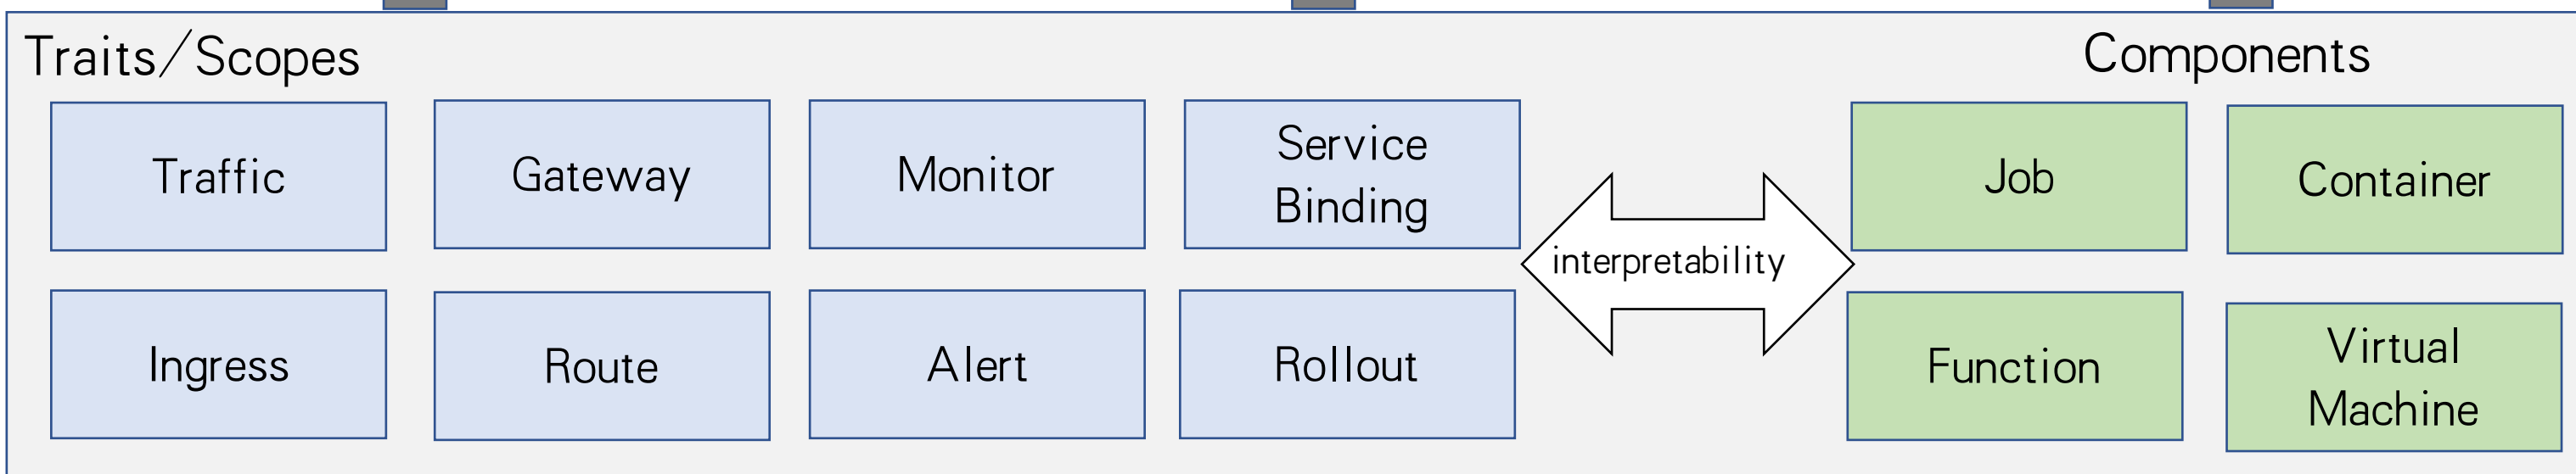 Traits/Scopes
Components
Traffic
Gateway
Monitor
Service
Binding
Job
Container
interpretability
Ingress
Route
Alert
Rollout
Function
Virtual
Machine